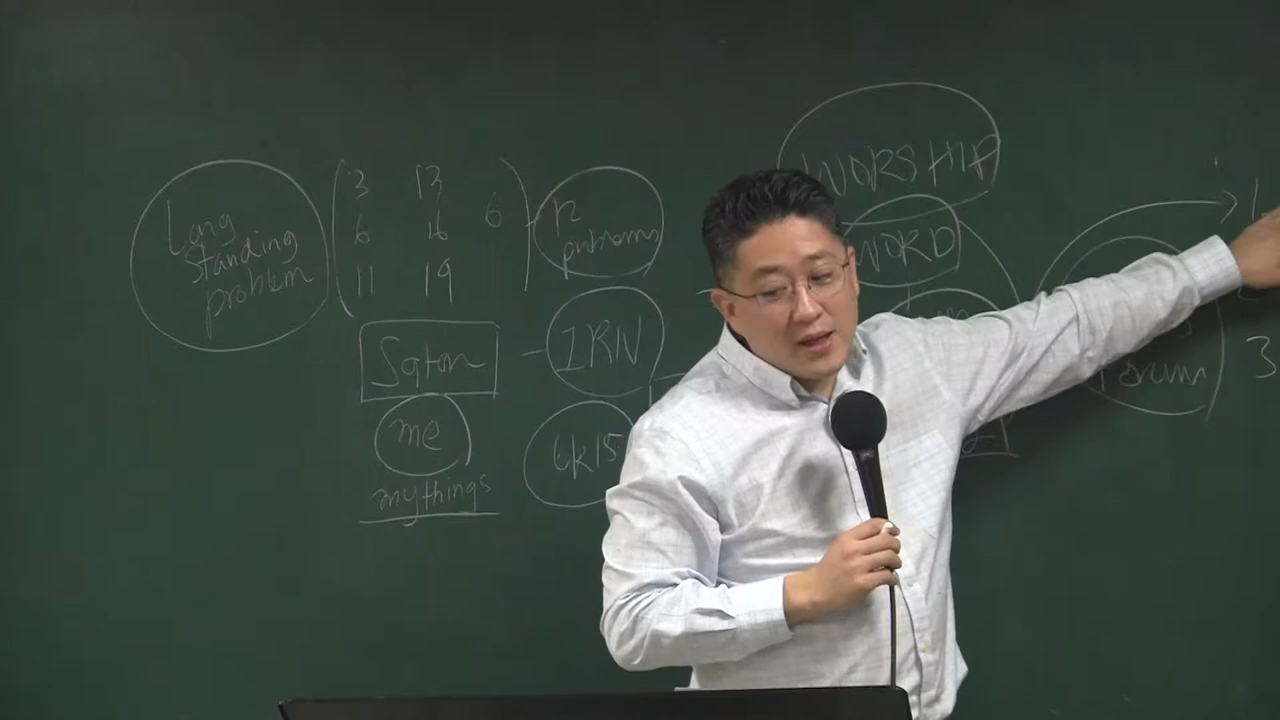 Long
standing
problem
3 13
6 16 6
11 19
12
problems
Satan
IRN
me
anythings
WORSHIP
WORD
Forum
3